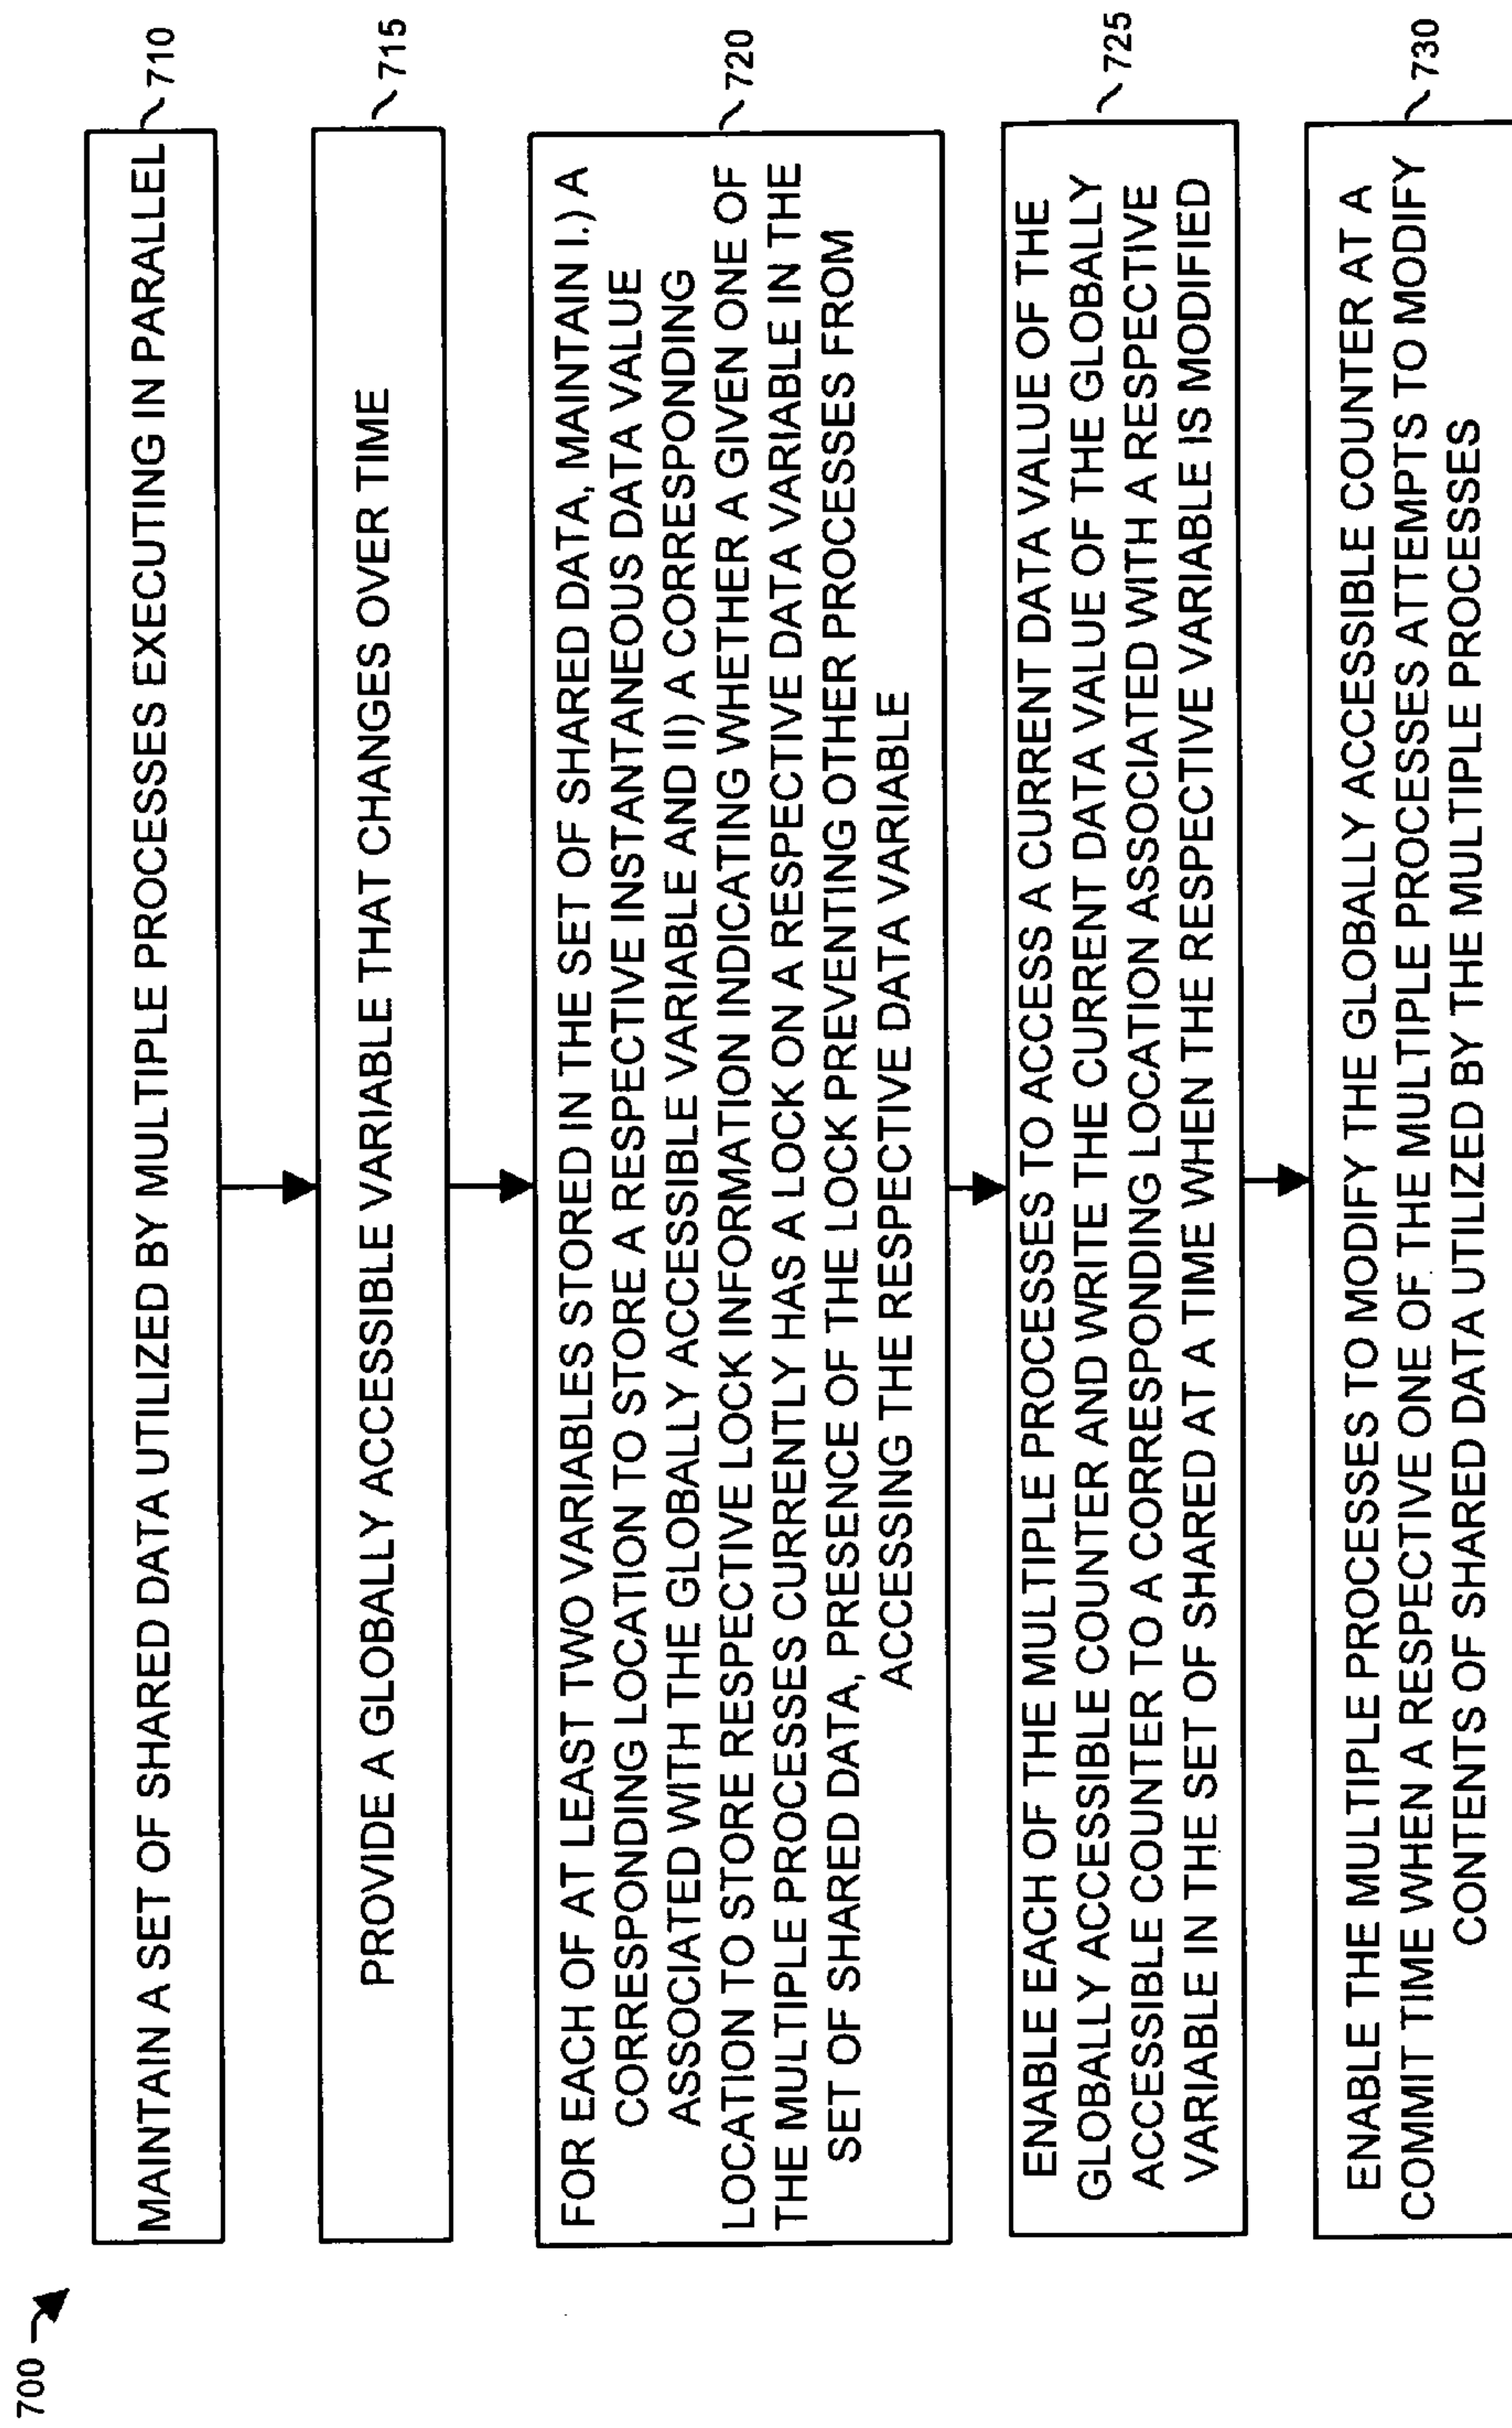 700
MAINTAIN A SET OF SHARED DATA UTILIZED BY MULTIPLE PROCESSES EXECUTING IN PARALLEL
710
PROVIDE A GLOBALLY ACCESSIBLE VARIABLE THAT CHANGES OVER TIME
715
FOR EACH OF AT LEAST TWO VARIABLES STORED IN THE SET OF SHARED DATA, MAINTAIN I.) A
CORRESPONDING LOCATION TO STORE A RESPECTIVE INSTANTANEOUS DATA VALUE
ASSOCIATED WITH THE GLOBALLY ACCESSIBLE VARIABLE AND II) A CORRESPONDING
LOCATION TO STORE RESPECTIVE LOCK INFORMATION INDICATING WHETHER A GIVEN ONE OF
THE MULTIPLE PROCESSES CURRENTLY HAS A LOCK ON A RESPECTIVE DATA VARIABLE IN THE
SET OF SHARED DATA, PRESENCE OF THE LOCK PREVENTING OTHER PROCESSES FROM
ACCESSING THE RESPECTIVE DATA VARIABLE
720
ENABLE EACH OF THE MULTIPLE PROCESSES TO ACCESS A CURRENT DATA VALUE OF THE
GLOBALLY ACCESSIBLE COUNTER AND WRITE THE CURRENT DATA VALUE OF THE GLOBALLY
ACCESSIBLE COUNTER TO A CORRESPONDING LOCATION ASSOCIATED WITH A RESPECTIVE
VARIABLE IN THE SET OF SHARED AT A TIME WHEN THE RESPECTIVE VARIABLE IS MODIFIED
725
ENABLE THE MULTIPLE PROCESSES TO MODIFY THE GLOBALLY ACCESSIBLE COUNTER AT A
COMMIT TIME WHEN A RESPECTIVE ONE OF THE MULTIPLE PROCESSES ATTEMPTS TO MODIFY
CONTENTS OF SHARED DATA UTILIZED BY THE MULTIPLE PROCESSES
730